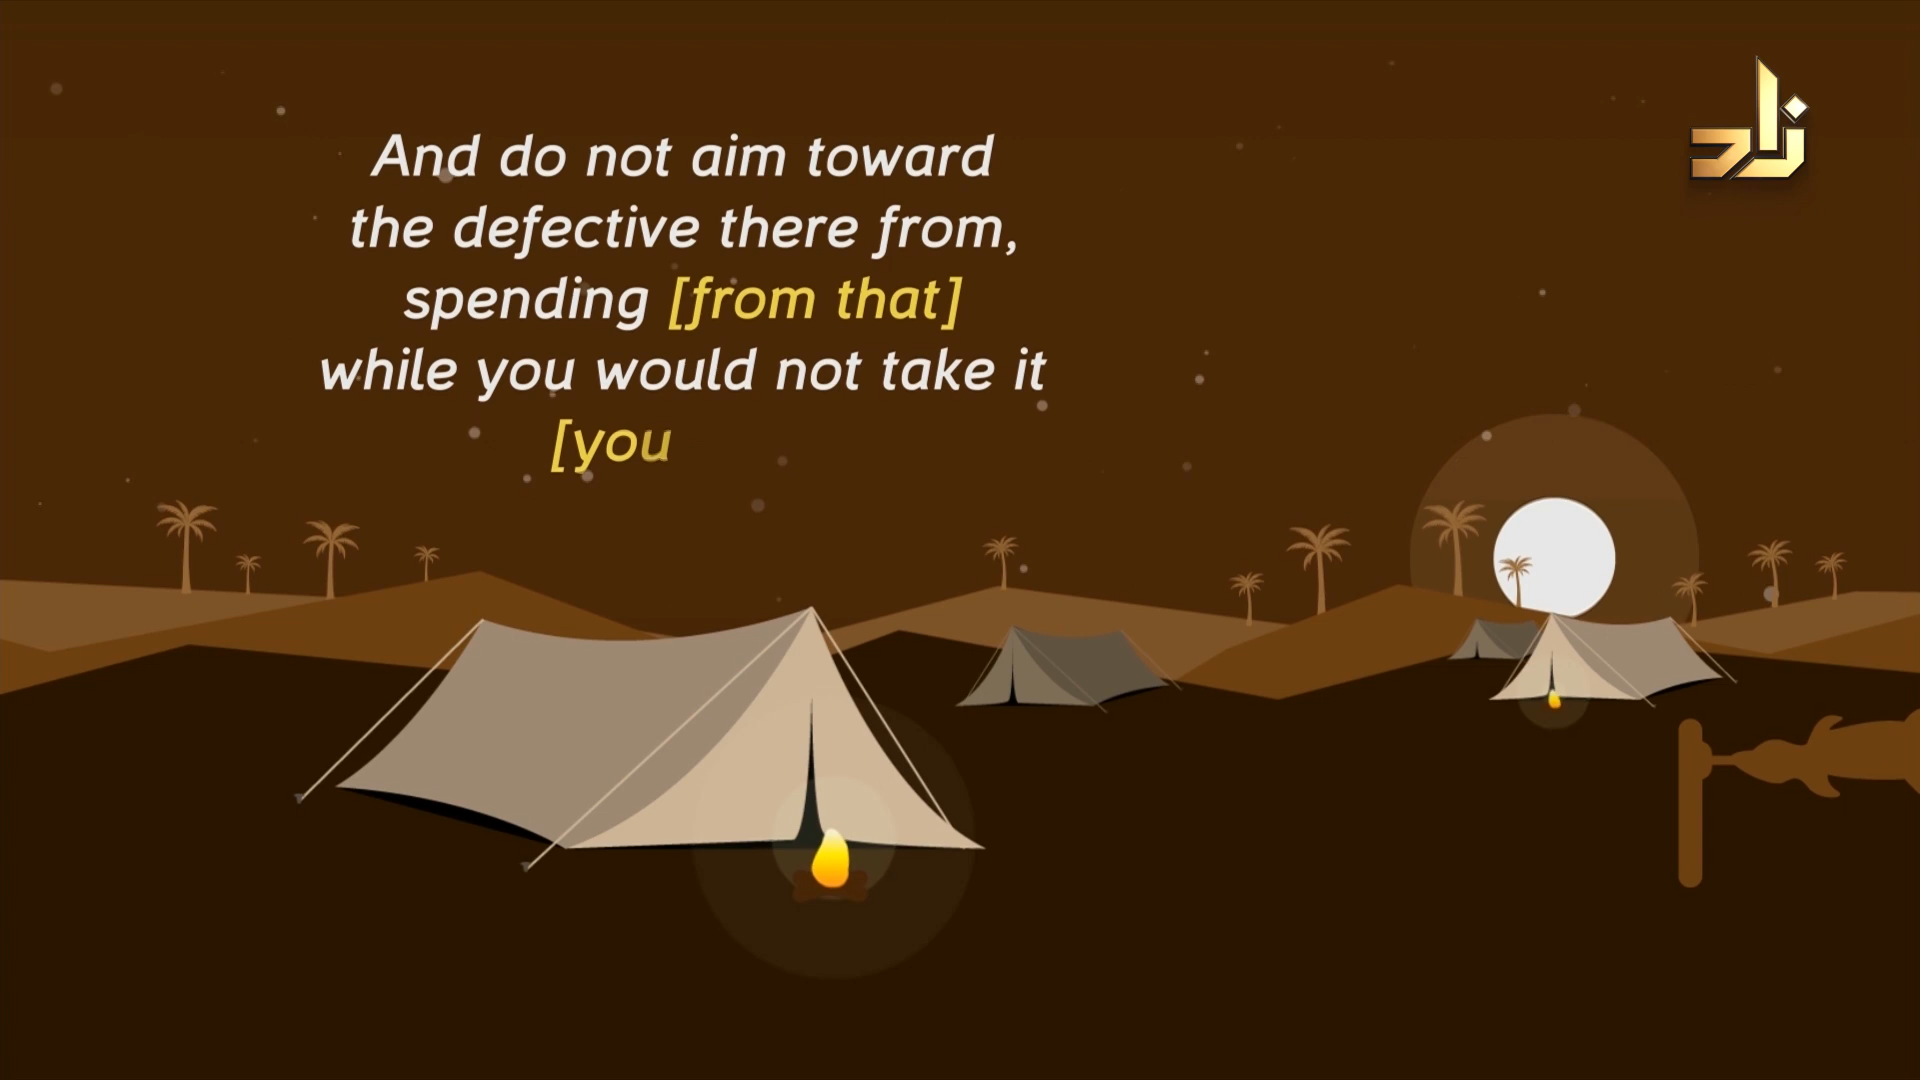 And do not aim toward
the defective there from,
spending [from that]
while you would not take it
[you
زاد